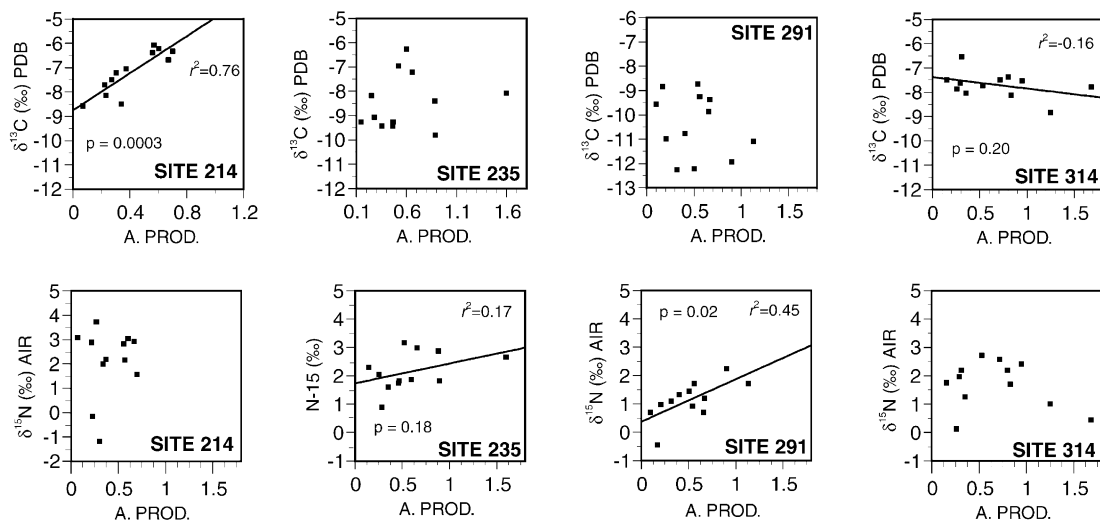 -5
-6
-7
-8
-9
-10
-11
-12
δ¹³C (‰) PDB
r²=0.76
p = 0.0003
SITE 214
0 0.4 0.8 1.2
A. PROD.
-5
-6
-7
-8
-9
-10
-11
-12
δ¹³C (‰) PDB
SITE 235
0.1 0.6 1.1 1.6
A. PROD.
-6
-7
-8
-9
-10
-11
-12
-13
δ¹³C (‰) PDB
SITE 291
0 0.5 1 1.5
A. PROD.
-5
-6
-7
-8
-9
-10
-11
-12
δ¹³C (‰) PDB
r²=-0.16
p = 0.20
SITE 314
0 0.5 1 1.5
A. PROD.
5
4
3
2
1
0
-1
-2
δ¹⁵N (‰) AIR
SITE 214
0 0.5 1 1.5
A. PROD.
5
4
3
2
1
0
-1
N-15 (‰)
r²=0.17
p = 0.18
SITE 235
0 0.5 1 1.5
A. PROD.
5
4
3
2
1
0
-1
δ¹⁵N (‰) AIR
p = 0.02 r²=0.45
SITE 291
0 0.5 1 1.5
A. PROD.
5
4
3
2
1
0
-1
δ¹⁵N (‰) AIR
SITE 314
0 0.5 1 1.5
A. PROD.